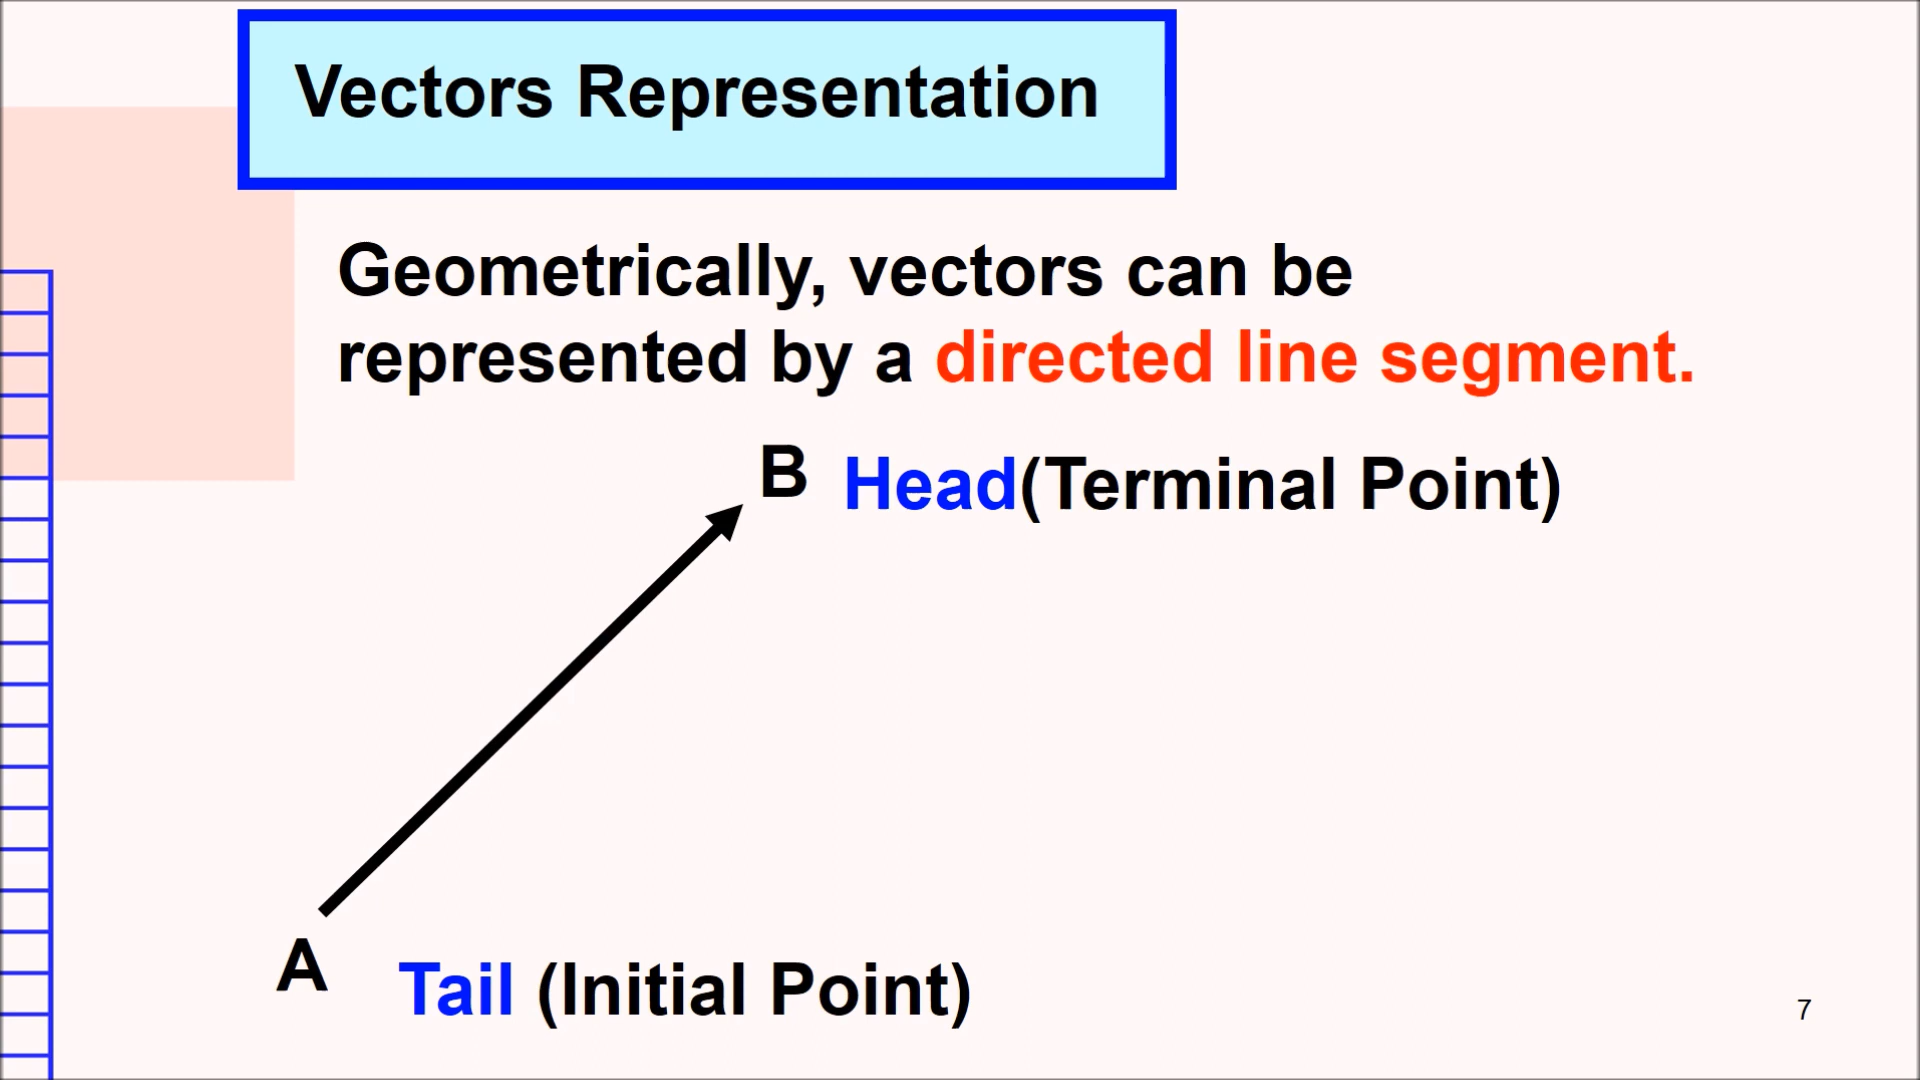 Vectors Representation
Geometrically, vectors can be
represented by a directed line segment.
B Head(Terminal Point)
A Tail (Initial Point)
7